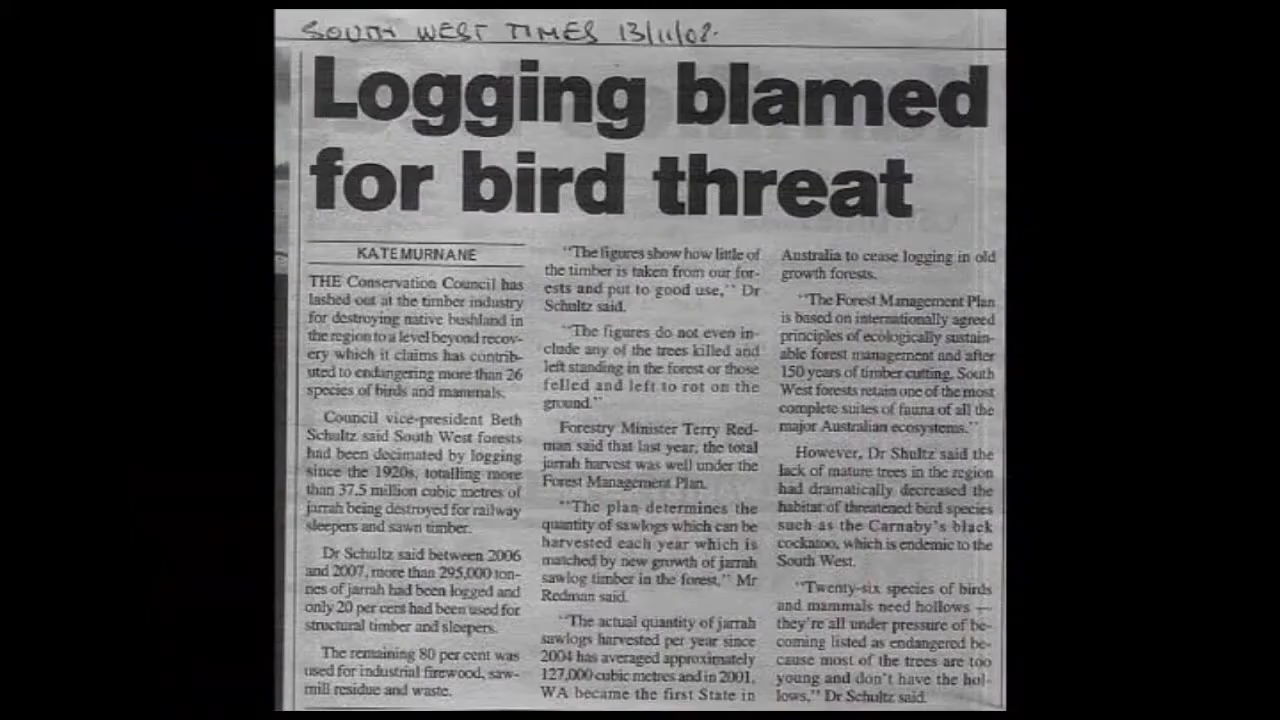 SOUTH WEST TIMES 13/11/08.
Logging blamed
for bird threat
KATE MURNANE
THE Conservation Council has
lashed out at the timber industry
for destroying native bushland in
the region to a level beyond recov-
ery which it claims has contrib-
uted to endangering more than 26
species of birds and mammals.
Council vice-president Beth
Schultz said South West forests
had been decimated by logging
since the 1920s, totalling more
than 37.5 million cubic metres of
jarrah being destroyed for railway
sleepers and sawn timber.
Dr Schultz said between 2006
and 2007, more than 295,000 ton-
nes of jarrah had been logged and
only 20 per cent had been used for
structural timber and sleepers.
The remaining 80 per cent was
used for industrial firewood, saw-
mill residue and waste.
"The figures show how little of
the timber is taken from our for-
ests and put to good use," Dr
Schultz said.
"The figures do not even in-
clude any of the trees killed and
left standing in the forest or those
felled and left to rot on the
ground."
Forestry Minister Terry Red-
man said that last year, the total
jarrah harvest was well under the
Forest Management Plan.
"The plan determines the
quantity of sawlogs which can be
harvested each year which is
matched by new growth of jarrah
sawlog timber in the forest," Mr
Redman said.
"The actual quantity of jarrah
sawlogs harvested per year since
2004 has averaged approximately
127,000 cubic metres and in 2001,
WA became the first State in
Australia to cease logging in old
growth forests.
"The Forest Management Plan
is based on internationally agreed
principles of ecologically sustain-
able forest management and after
150 years of timber cutting, South
West forests retain one of the most
complete suites of fauna of all the
major Australian ecosystems."
However, Dr Shultz said the
lack of mature trees in the region
had dramatically decreased the
habitat of threatened bird species
such as the Carnaby's black
cockatoo, which is endemic to the
South West.
"Twenty-six species of birds
and mammals need hollows —
they're all under pressure of be-
coming listed as endangered be-
cause most of the trees are too
young and don't have the hol-
lows," Dr Schultz said.